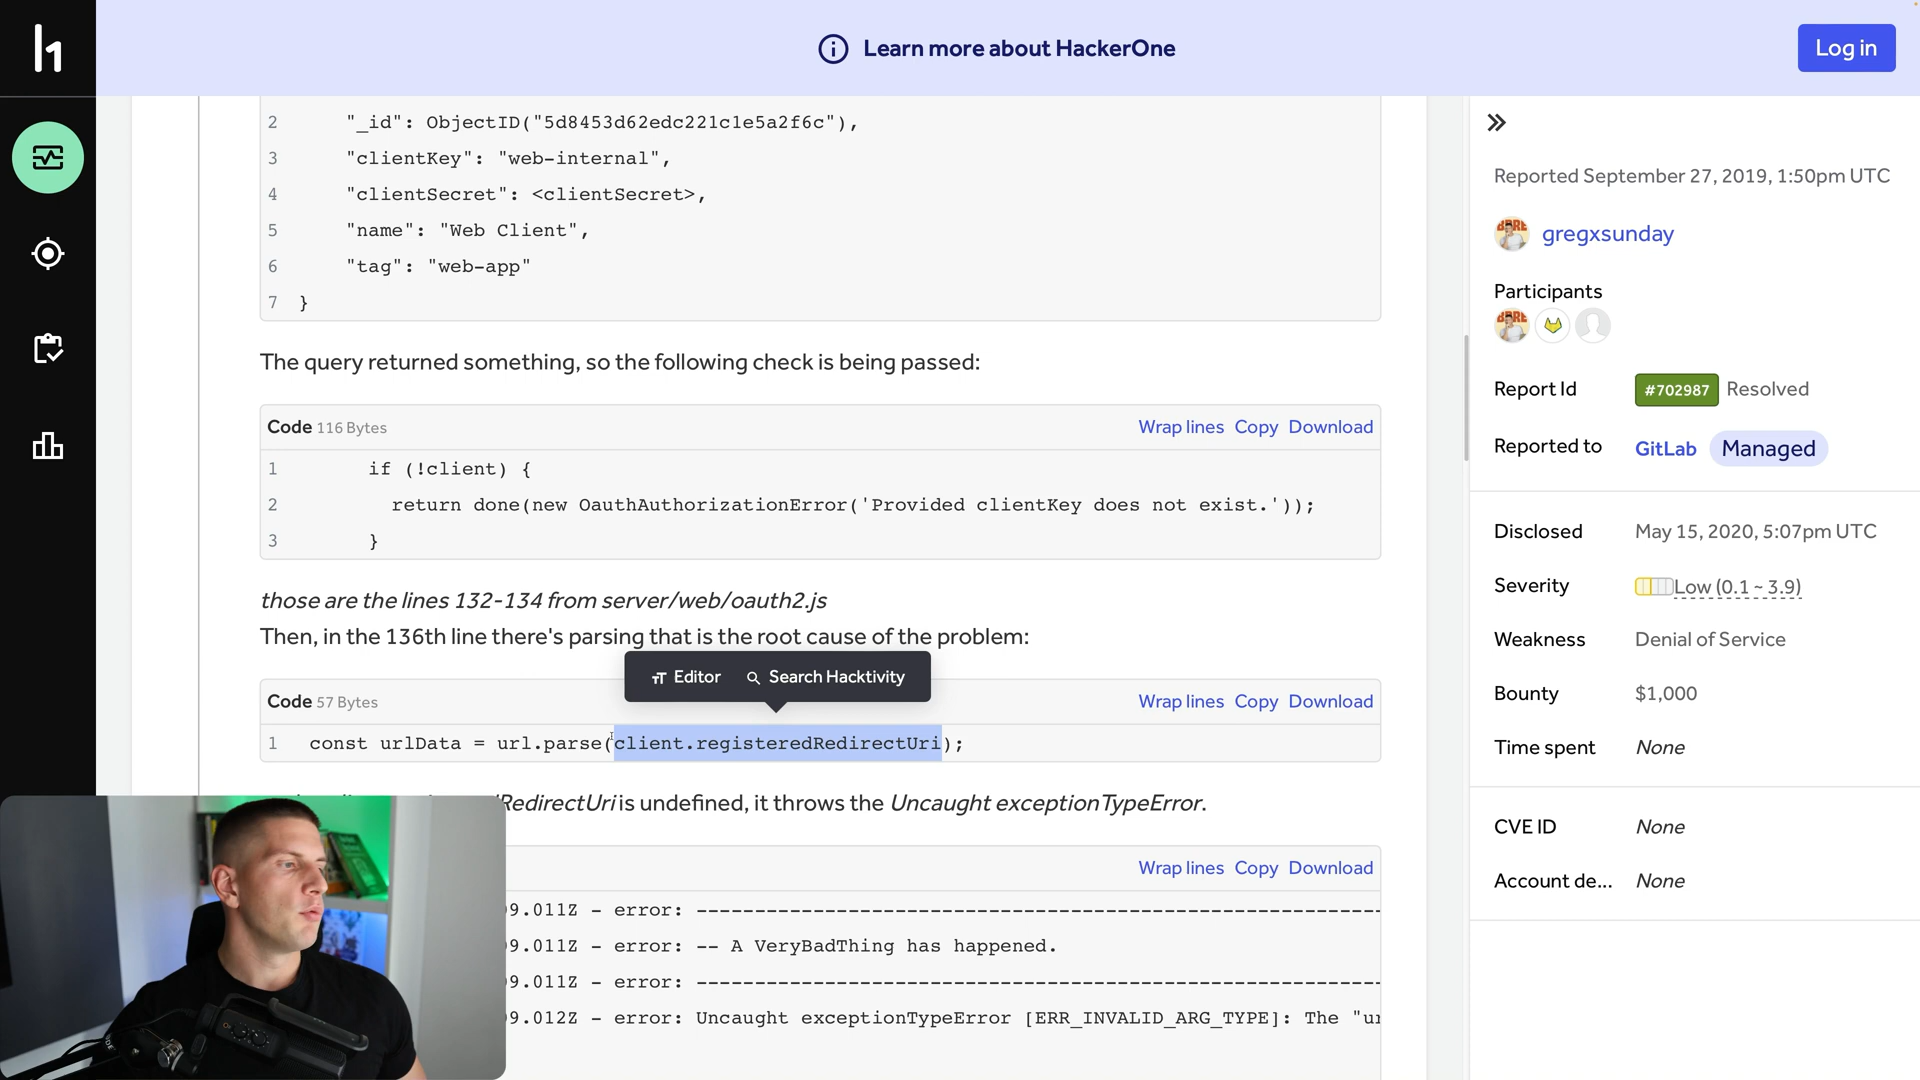 Learn more about HackerOne
Log in
2 "_id": ObjectID("5d8453d62edc221c1e5a2f6c"),
3 "clientKey": "web-internal",
4 "clientSecret": <clientSecret>,
5 "name": "Web Client",
6 "tag": "web-app"
7 }
The query returned something, so the following check is being passed:
Code 116 Bytes Wrap lines Copy Download
1 if (!client) {
2 return done(new OauthAuthorizationError('Provided clientKey does not exist.'));
3 }
those are the lines 132-134 from server/web/oauth2.js
Then, in the 136th line there's parsing that is the root cause of the problem:
Editor Search Hacktivity
Code 57 Bytes Wrap lines Copy Download
1 const urlData = url.parse(client.registeredRedirectUri);
RedirectUri is undefined, it throws the Uncaught exceptionTypeError.
Wrap lines Copy Download
09.011Z - error: -----------------------------------------------------------
09.011Z - error: -- A VeryBadThing has happened.
09.011Z - error: -----------------------------------------------------------
09.012Z - error: Uncaught exceptionTypeError [ERR_INVALID_ARG_TYPE]: The "ur
Reported September 27, 2019, 1:50pm UTC
gregxsunday
Participants
Report Id #702987 Resolved
Reported to GitLab Managed
Disclosed May 15, 2020, 5:07pm UTC
Severity Low (0.1 ~ 3.9)
Weakness Denial of Service
Bounty $1,000
Time spent None
CVE ID None
Account de... None